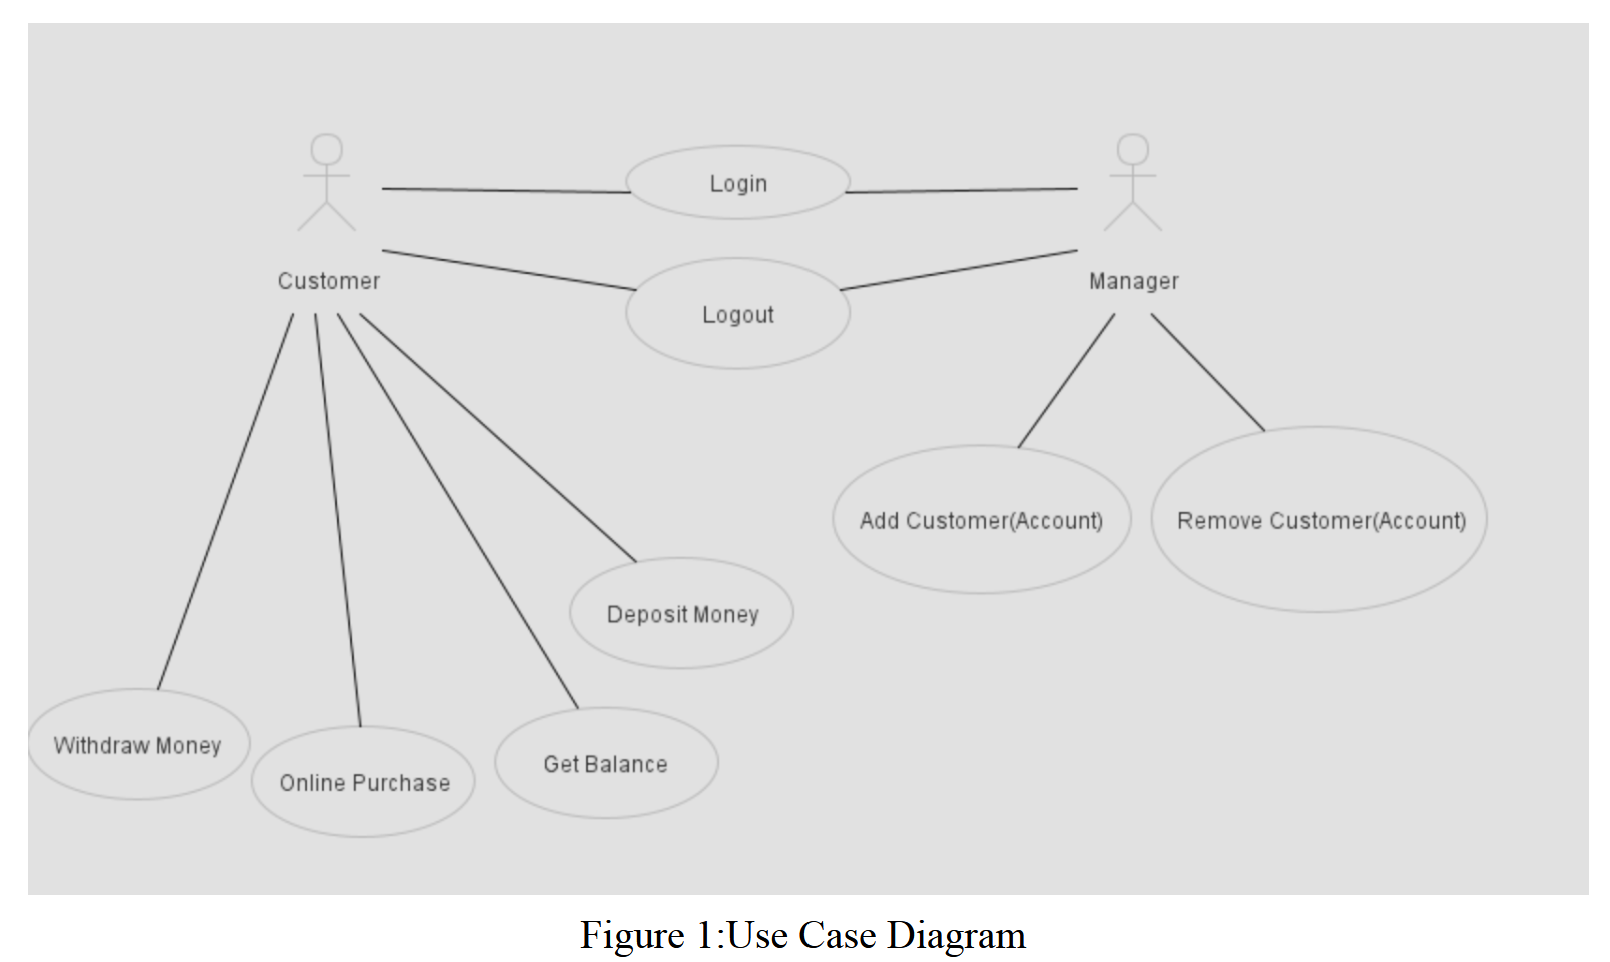 Login
Logout
Customer
Manager
Add Customer(Account)
Remove Customer(Account)
Deposit Money
Withdraw Money
Online Purchase
Get Balance
Figure 1:Use Case Diagram